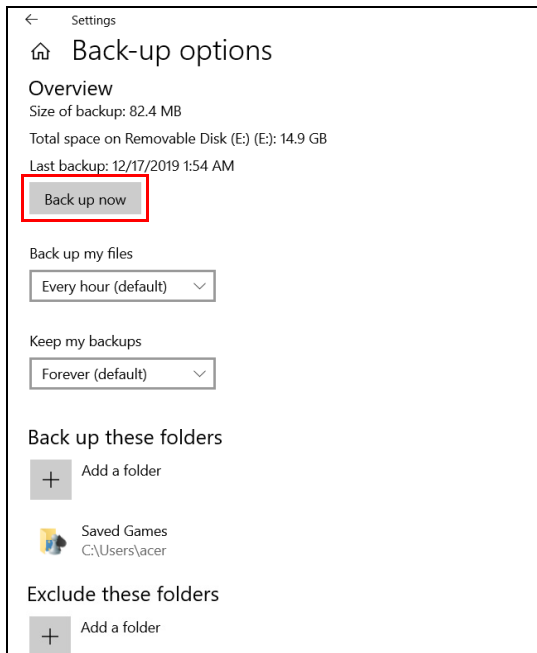 Settings
Back-up options
Overview
Size of backup: 82.4 MB
Total space on Removable Disk (E:) (E:): 14.9 GB
Last backup: 12/17/2019 1:54 AM
Back up now
Back up my files
Every hour (default)
Keep my backups
Forever (default)
Back up these folders
Add a folder
Saved Games
C:\Users\acer
Exclude these folders
Add a folder